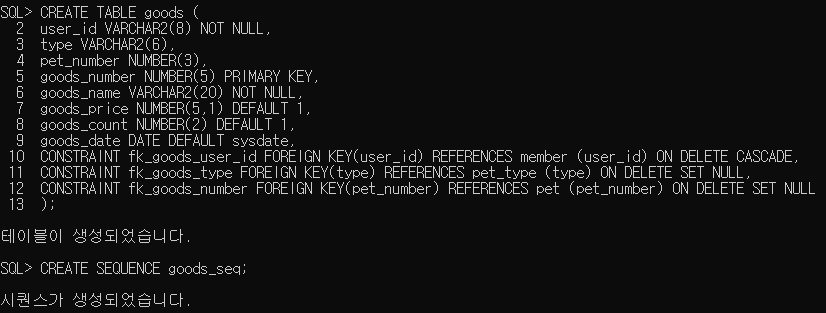 SQL> CREATE TABLE goods (
2 user_id VARCHAR2(8) NOT NULL,
3 type VARCHAR2(6),
4 pet_number NUMBER(3),
5 goods_number NUMBER(5) PRIMARY KEY,
6 goods_name VARCHAR2(20) NOT NULL,
7 goods_price NUMBER(5,1) DEFAULT 1,
8 goods_count NUMBER(2) DEFAULT 1,
9 goods_date DATE DEFAULT sysdate,
10 CONSTRAINT fk_goods_user_id FOREIGN KEY(user_id) REFERENCES member (user_id) ON DELETE CASCADE,
11 CONSTRAINT fk_goods_type FOREIGN KEY(type) REFERENCES pet_type (type) ON DELETE SET NULL,
12 CONSTRAINT fk_goods_number FOREIGN KEY(pet_number) REFERENCES pet (pet_number) ON DELETE SET NULL
13 );
테이블이 생성되었습니다.
SQL> CREATE SEQUENCE goods_seq;
시퀀스가 생성되었습니다.